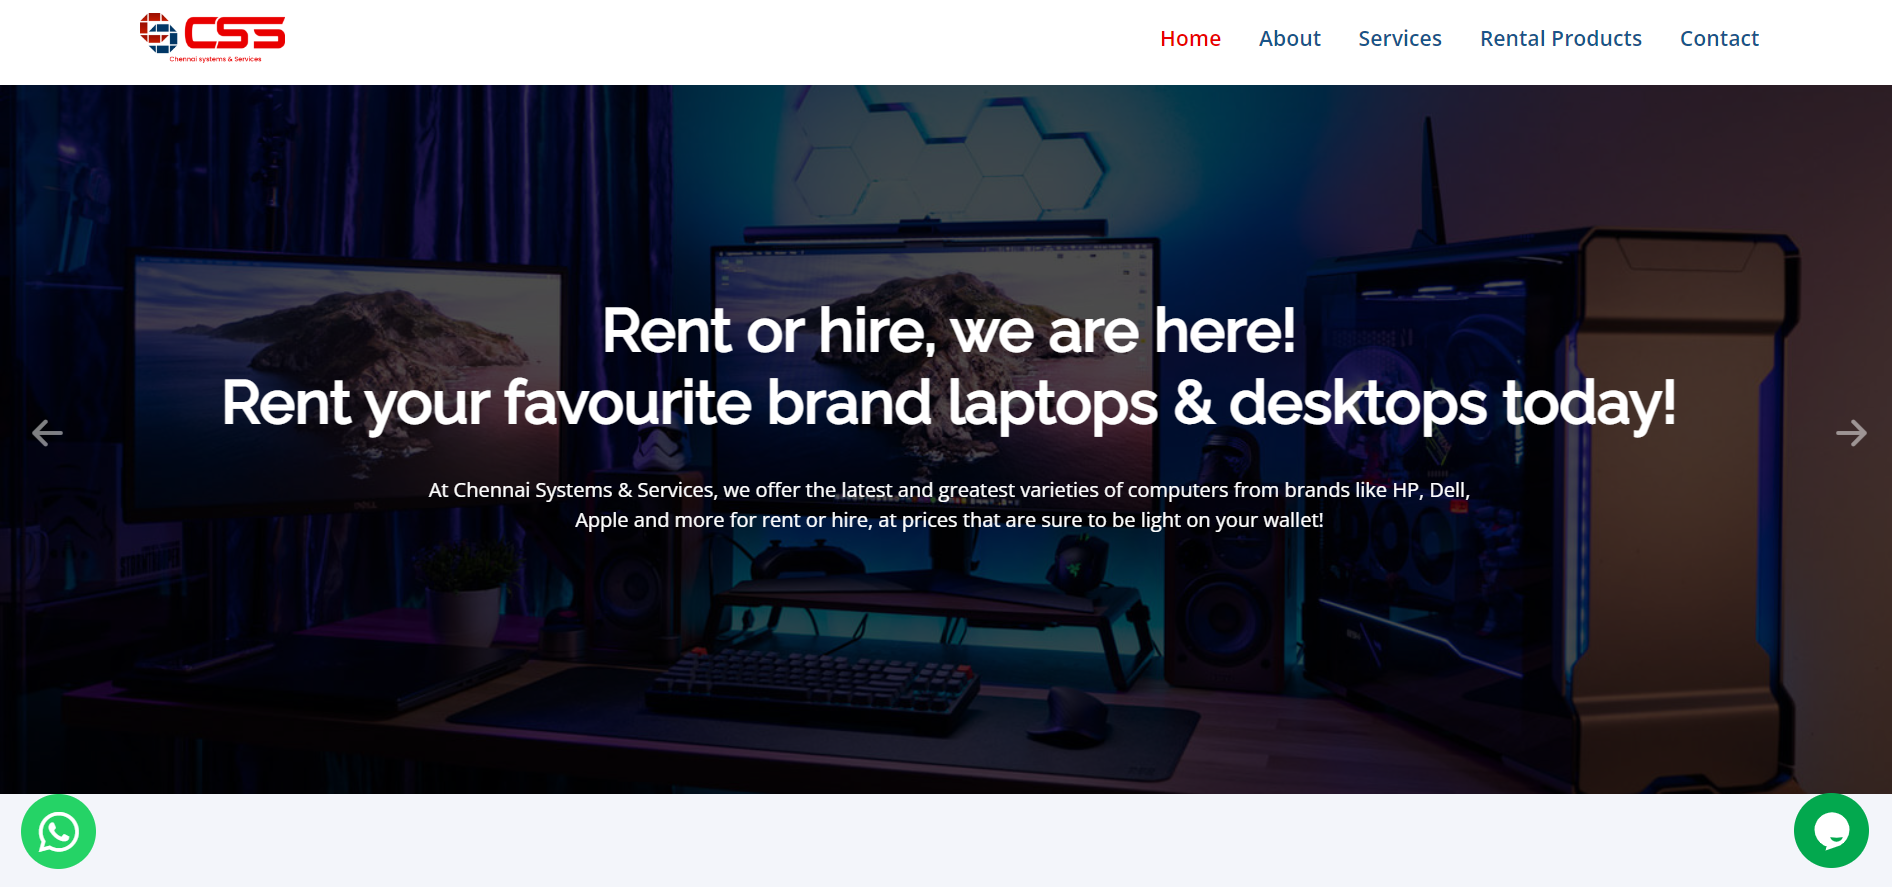 CSS
Chennai systems & Services
Home About Services Rental Products Contact
Rent or hire, we are here!
Rent your favourite brand laptops & desktops today!
At Chennai Systems & Services, we offer the latest and greatest varieties of computers from brands like HP, Dell,
Apple and more for rent or hire, at prices that are sure to be light on your wallet!
DELL